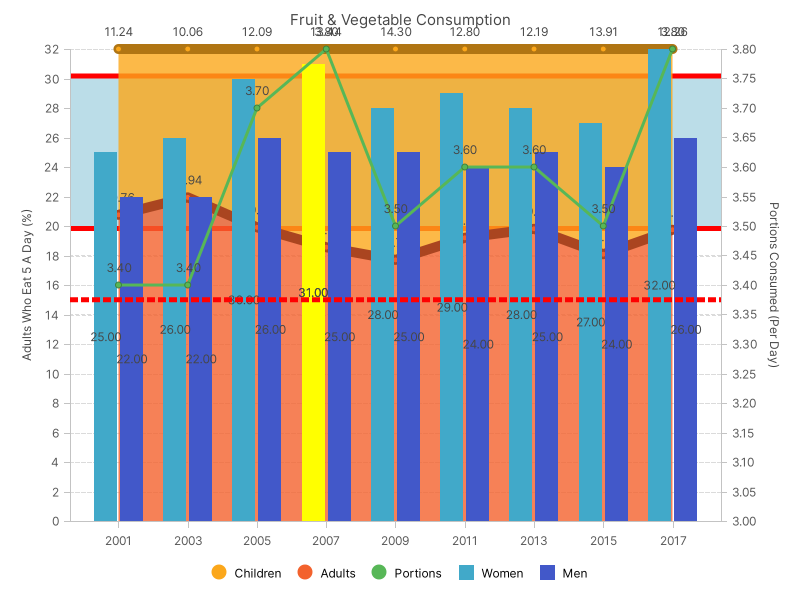 Fruit & Vegetable Consumption
11.24 10.06 12.09 14.30 12.80 12.19 13.91
32 3.80
30 3.75
28 3.70
26 3.65
24 3.60
22 3.55
20 3.50
18 3.45
16 3.40
14 3.35
12 3.30
10 3.25
8 3.20
6 3.15
4 3.10
2 3.05
0 3.00
Adults Who Eat 5 A Day (%)
Portions Consumed (Per Day)
3.40 3.40 3.70 3.50 3.60 3.60 3.50
25.00 26.00 30.00 31.00 28.00 29.00 28.00 27.00 32.00
22.00 22.00 26.00 25.00 25.00 24.00 25.00 24.00 26.00
2001 2003 2005 2007 2009 2011 2013 2015 2017
Children Adults Portions Women Men